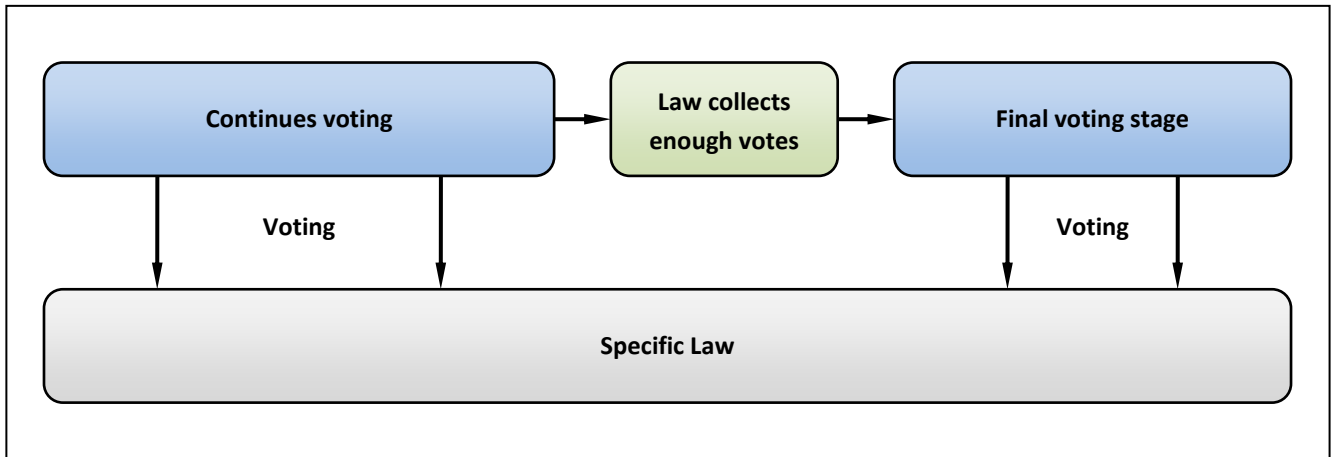 Continues voting
Law collects
enough votes
Final voting stage
Voting
Voting
Specific Law